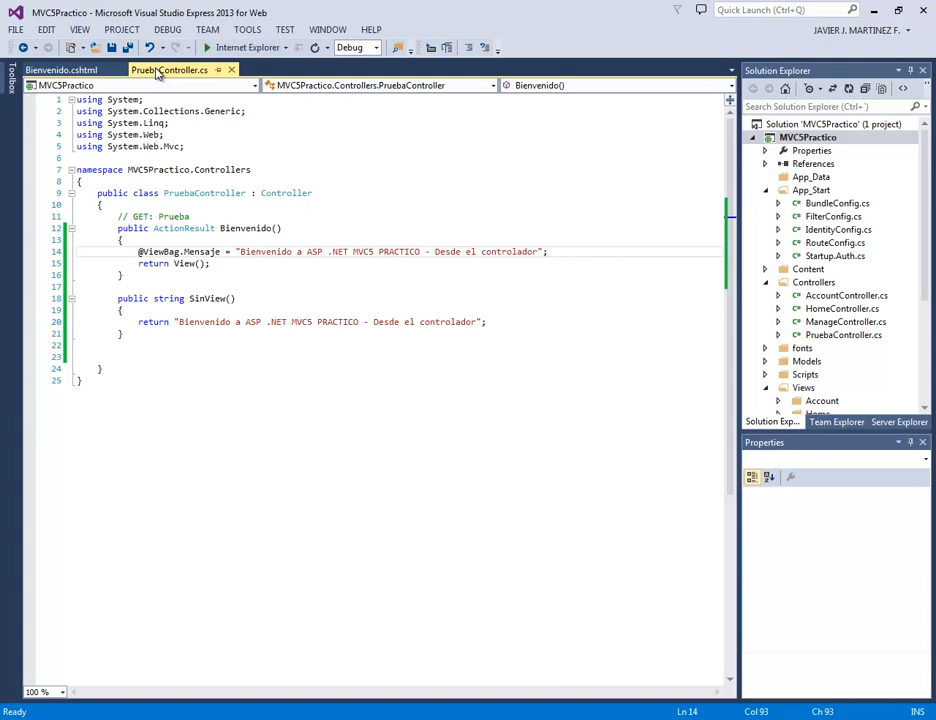 MVC5Practico - Microsoft Visual Studio Express 2013 for Web
Quick Launch (Ctrl+Q)
FILE EDIT VIEW PROJECT DEBUG TEAM TOOLS TEST WINDOW HELP
JAVIER J. MARTINEZ F.
Internet Explorer Debug
Toolbox
Bienvenido.cshtml PruebaController.cs
MVC5Practico MVC5Practico.Controllers.PruebaController Bienvenido()
1 using System;
2 using System.Collections.Generic;
3 using System.Linq;
4 using System.Web;
5 using System.Web.Mvc;
6
7 namespace MVC5Practico.Controllers
8 {
9 public class PruebaController : Controller
10 {
11 // GET: Prueba
12 public ActionResult Bienvenido()
13 {
14 @ViewBag.Mensaje = "Bienvenido a ASP .NET MVC5 PRACTICO - Desde el controlador";
15 return View();
16 }
17
18 public string SinView()
19 {
20 return "Bienvenido a ASP .NET MVC5 PRACTICO - Desde el controlador";
21 }
22
23
24 }
25 }
100 %
Solution Explorer
Search Solution Explorer (Ctrl+')
Solution 'MVC5Practico' (1 project)
MVC5Practico
Properties
References
App_Data
App_Start
BundleConfig.cs
FilterConfig.cs
IdentityConfig.cs
RouteConfig.cs
Startup.Auth.cs
Content
Controllers
AccountController.cs
HomeController.cs
ManageController.cs
PruebaController.cs
fonts
Models
Scripts
Views
Account
Home
Solution Exp... Team Explorer Server Explorer
Properties
Ready Ln 14 Col 93 Ch 93 INS